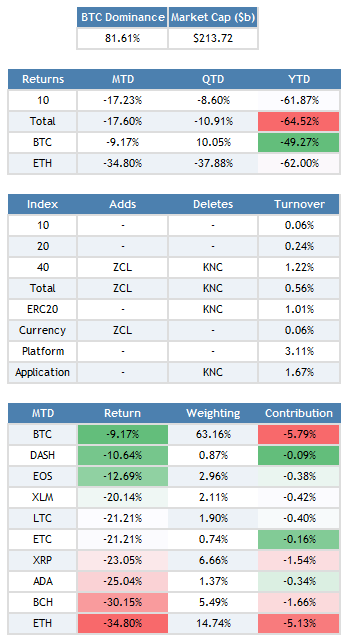 BTC Dominance Market Cap ($b)
81.61% $213.72
Returns MTD QTD YTD
10 -17.23% -8.60% -61.87%
Total -17.60% -10.91% -64.52%
BTC -9.17% 10.05% -49.27%
ETH -34.80% -37.88% -62.00%
Index Adds Deletes Turnover
10 - - 0.06%
20 - - 0.24%
40 ZCL KNC 1.22%
Total ZCL KNC 0.56%
ERC20 - KNC 1.01%
Currency ZCL - 0.06%
Platform - - 3.11%
Application - KNC 1.67%
MTD Return Weighting Contribution
BTC -9.17% 63.16% -5.79%
DASH -10.64% 0.87% -0.09%
EOS -12.69% 2.96% -0.38%
XLM -20.14% 2.11% -0.42%
LTC -21.21% 1.90% -0.40%
ETC -21.21% 0.74% -0.16%
XRP -23.05% 6.66% -1.54%
ADA -25.04% 1.37% -0.34%
BCH -30.15% 5.49% -1.66%
ETH -34.80% 14.74% -5.13%